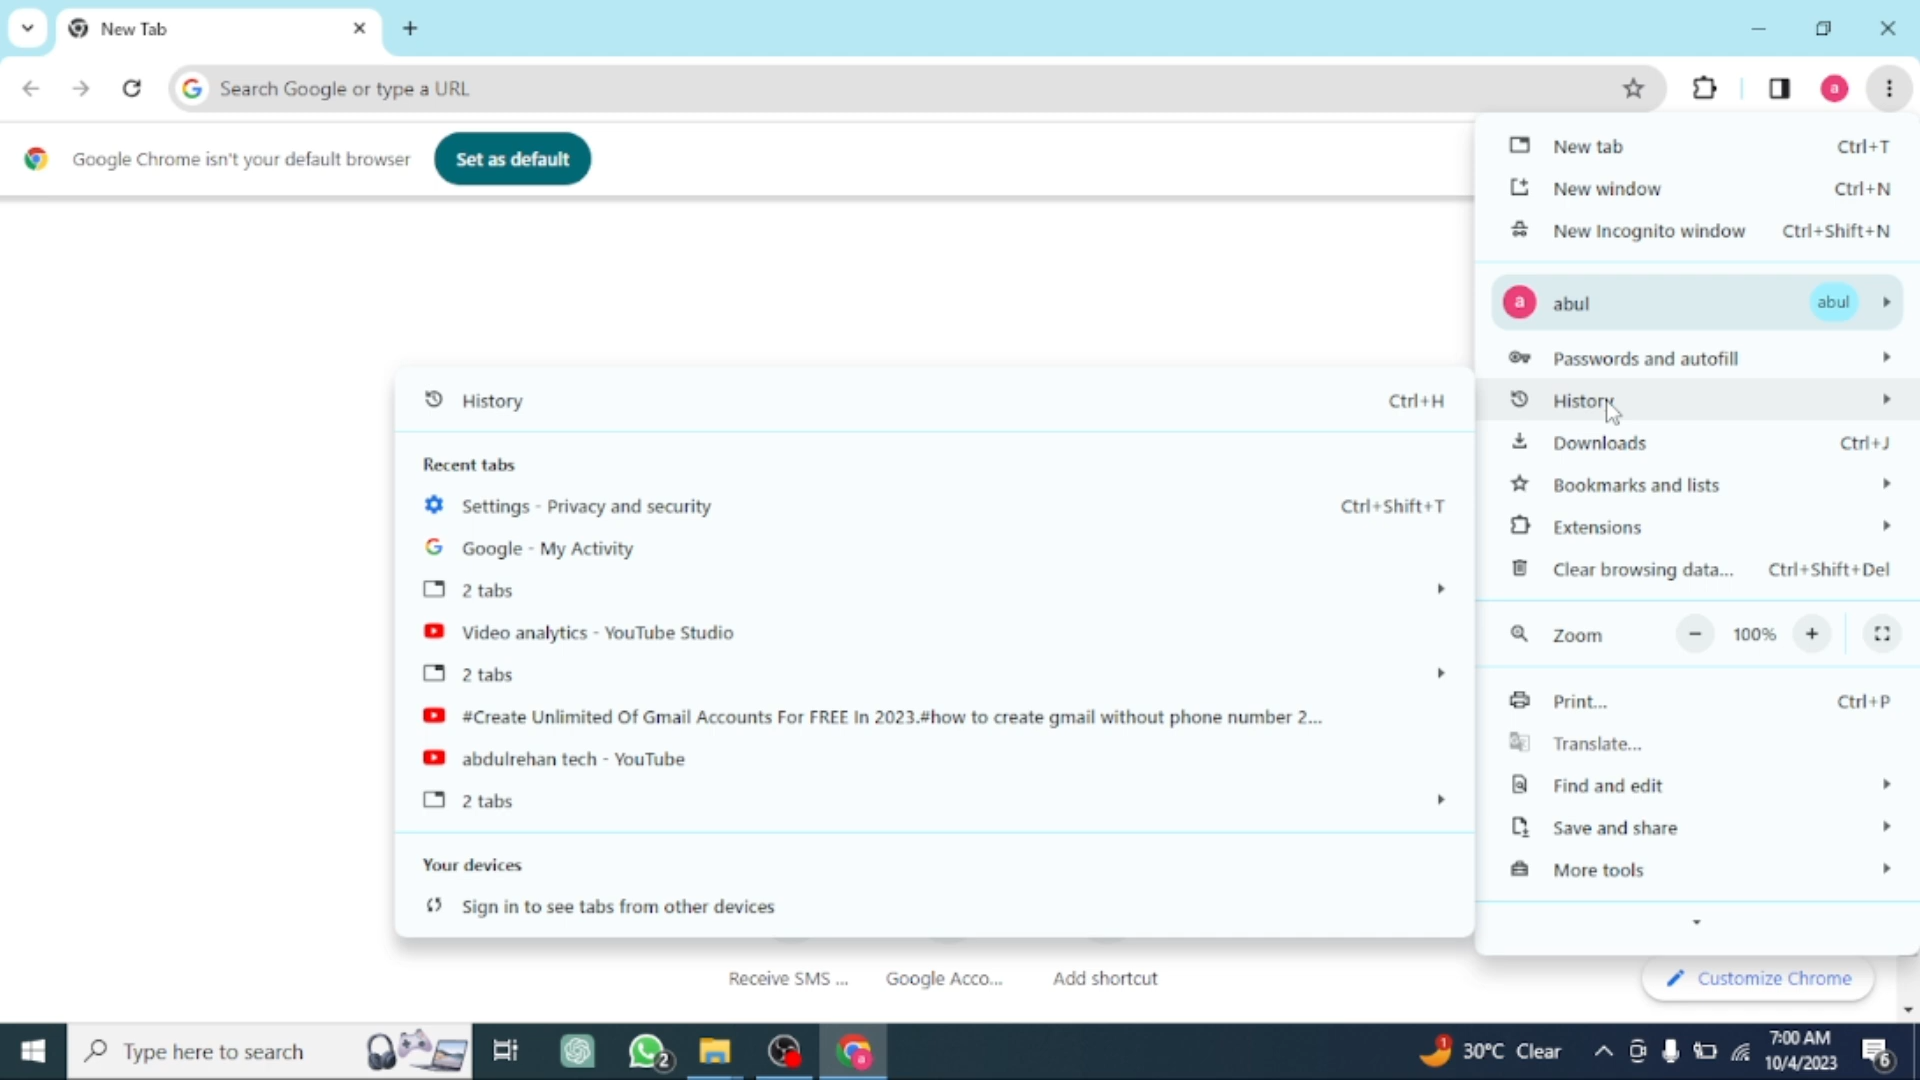 New Tab
Search Google or type a URL
a
Google Chrome isn't your default browser
Set as default
New tab Ctrl+T
New window Ctrl+N
New Incognito window Ctrl+Shift+N
a abul abul
Passwords and autofill
History
Downloads Ctrl+J
Bookmarks and lists
Extensions
Clear browsing data... Ctrl+Shift+Del
Zoom − 100% +
Print... Ctrl+P
Translate...
Find and edit
Save and share
More tools
History Ctrl+H
Recent tabs
Settings - Privacy and security Ctrl+Shift+T
Google - My Activity
2 tabs
Video analytics - YouTube Studio
2 tabs
#Create Unlimited Of Gmail Accounts For FREE In 2023.#how to create gmail without phone number 2...
abdulrehan tech - YouTube
2 tabs
Your devices
Sign in to see tabs from other devices
Receive SMS ... Google Acco... Add shortcut
Customize Chrome
Type here to search
2
a
1
30°C Clear
7:00 AM
10/4/2023
6